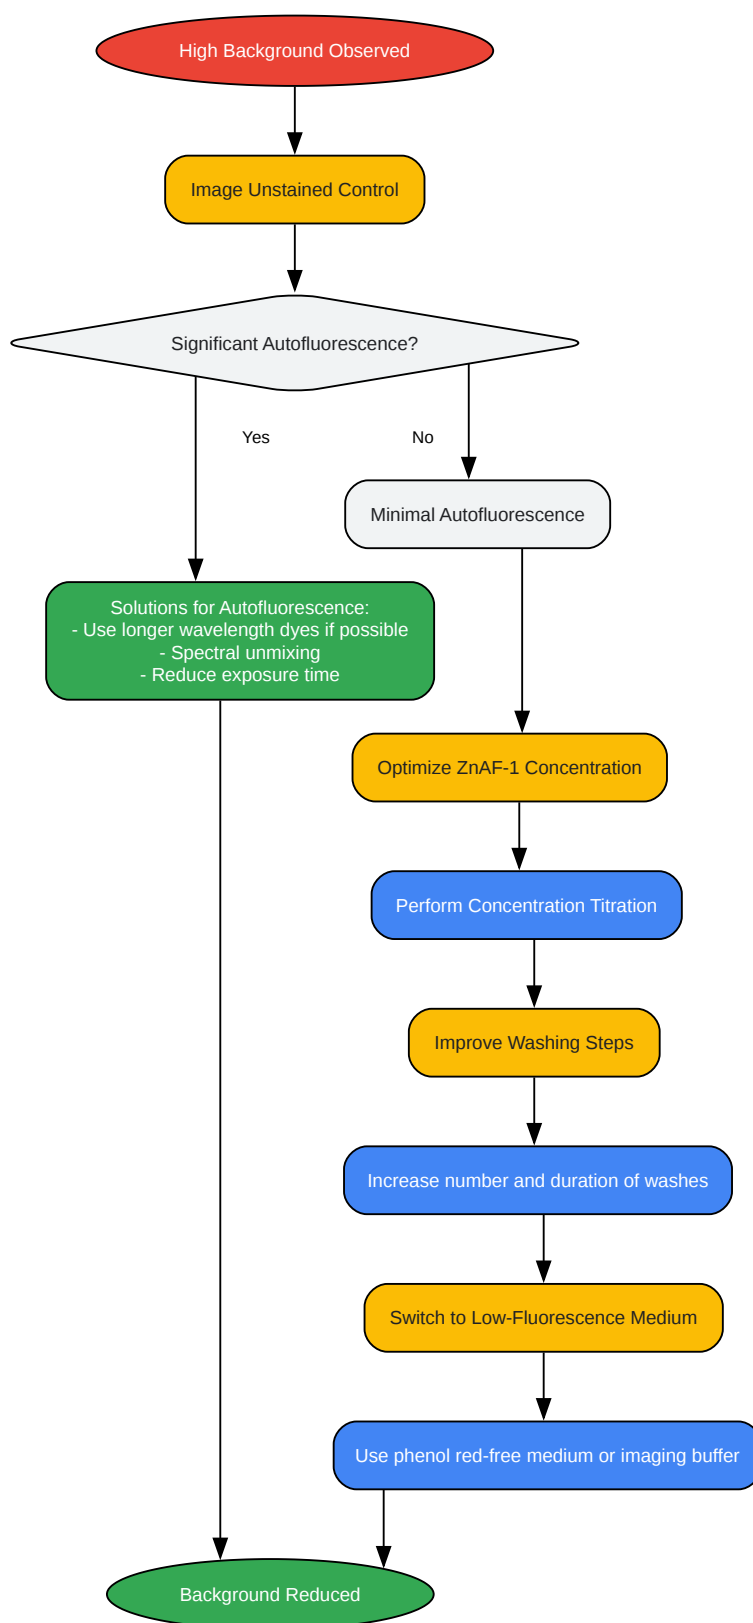 High Background Observed
Image Unstained Control
Significant Autofluorescence?
Yes
No
Minimal Autofluorescence
Solutions for Autofluorescence:
- Use longer wavelength dyes if possible
- Spectral unmixing
- Reduce exposure time
Optimize ZnAF-1 Concentration
Perform Concentration Titration
Improve Washing Steps
Increase number and duration of washes
Switch to Low-Fluorescence Medium
Use phenol red-free medium or imaging buffer
Background Reduced